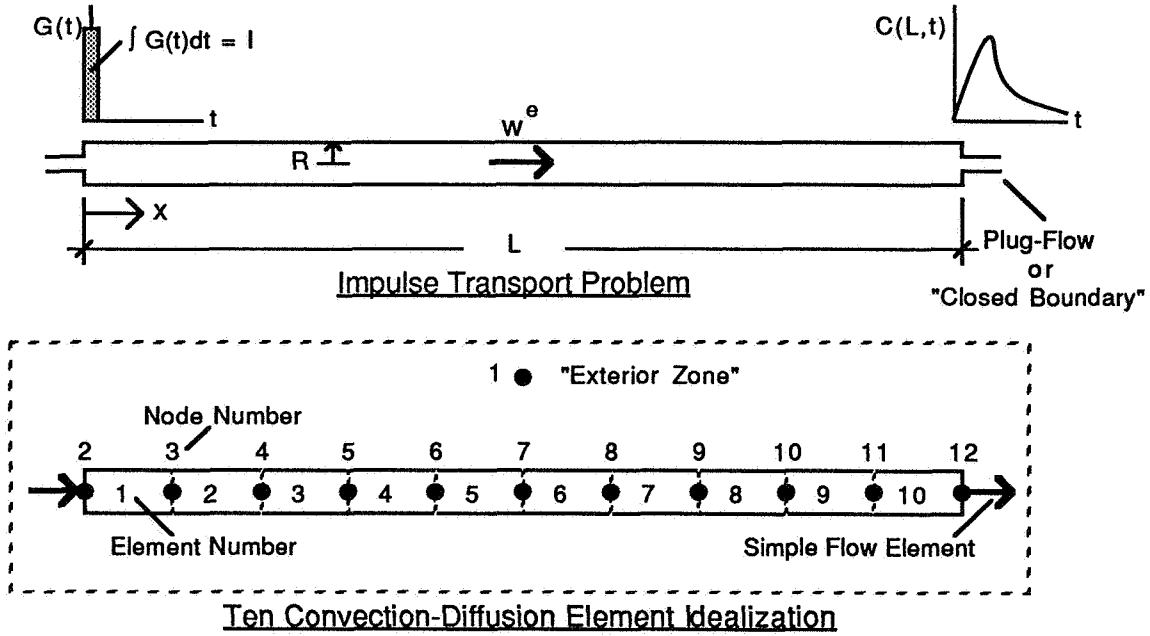 G(t)
∫ G(t)dt = I
t
C(L,t)
t
w^e
R
x
L
Plug-Flow
or
"Closed Boundary"
Impulse Transport Problem
1 "Exterior Zone"
Node Number
2 3 4 5 6 7 8 9 10 11 12
1 2 3 4 5 6 7 8 9 10
Element Number
Simple Flow Element
Ten Convection-Diffusion Element Idealization